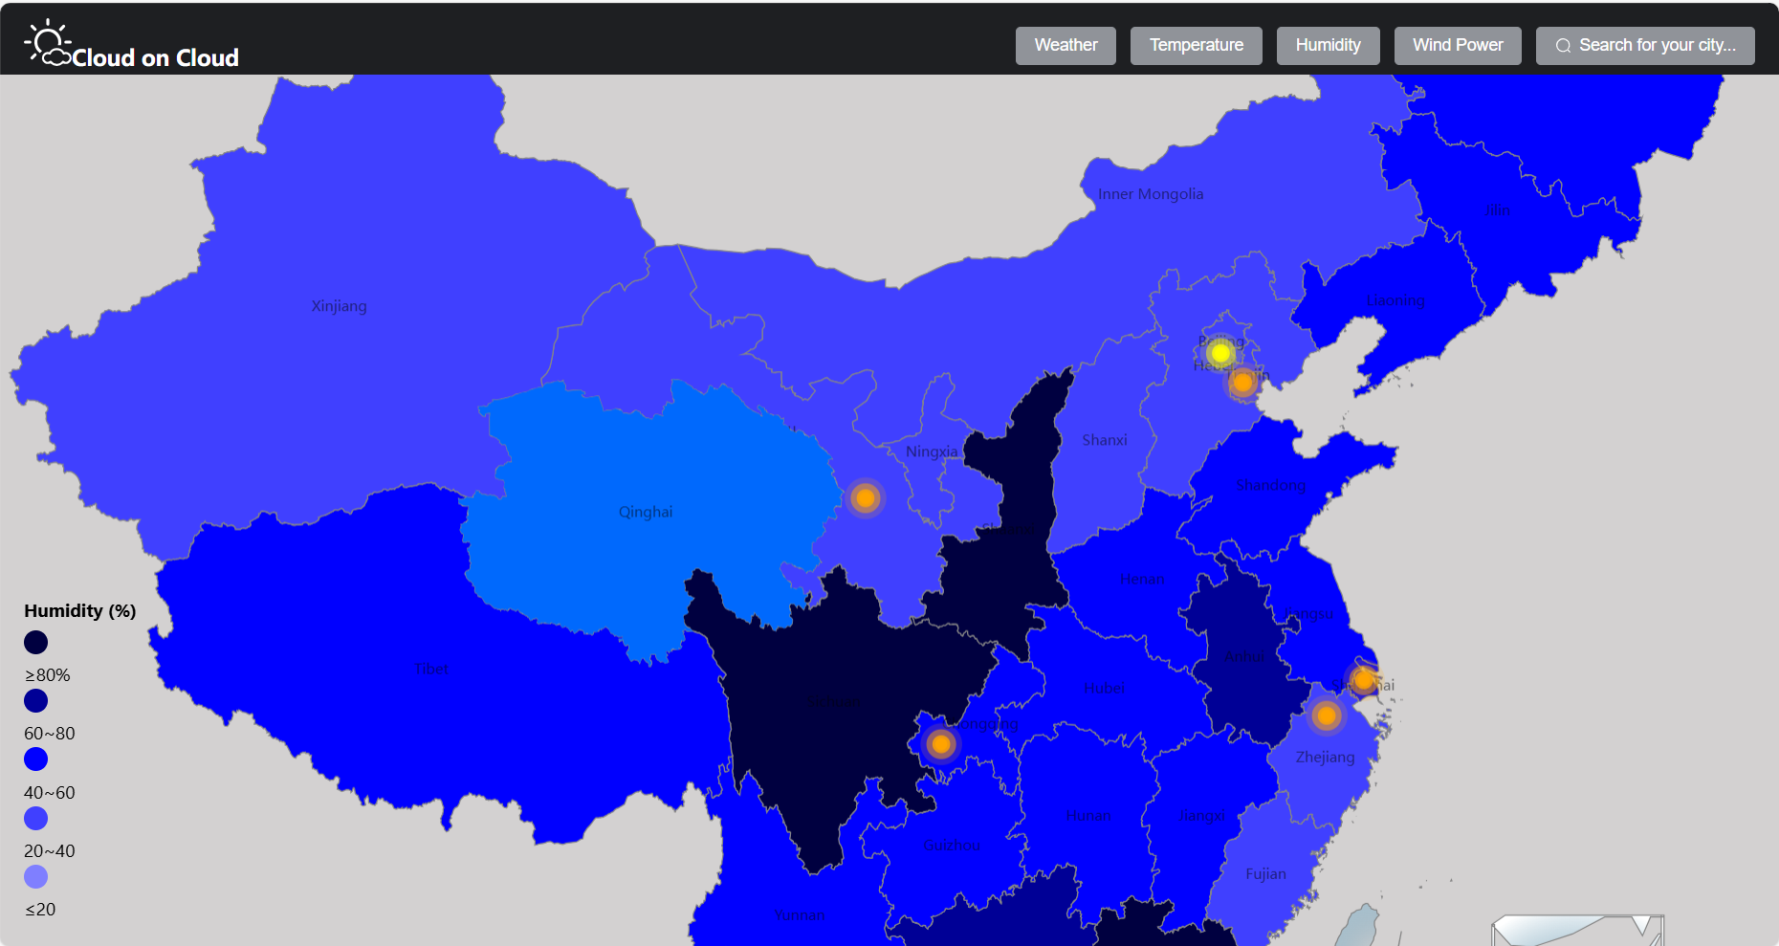 Cloud on Cloud
Weather
Temperature
Humidity
Wind Power
Search for your city...
Inner Mongolia
Jilin
Xinjiang
Liaoning
Shanxi
Ningxia
Shandong
Qinghai
Henan
Jiangsu
Anhui
Tibet
Hubei
Zhejiang
Hunan
Jiangxi
Guizhou
Fujian
Yunnan
Humidity (%)
≥80%
60~80
40~60
20~40
≤20